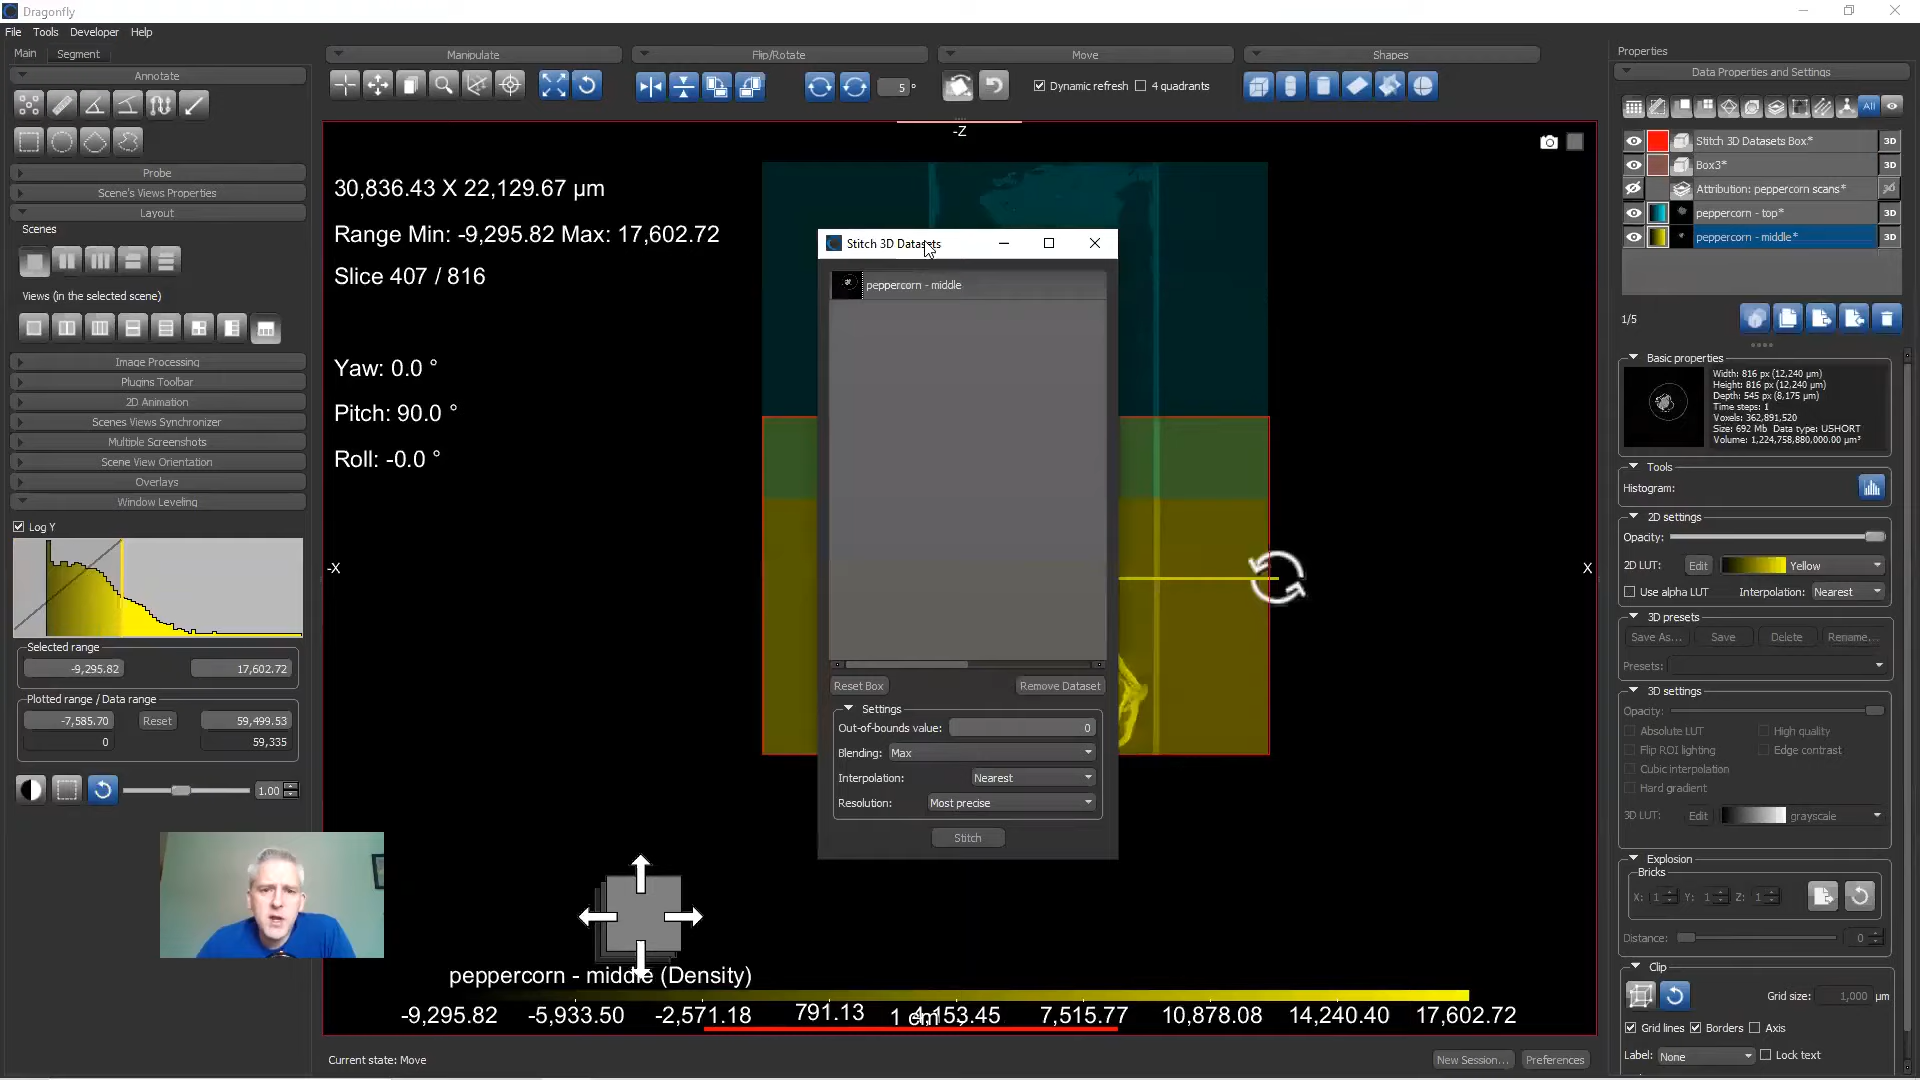 Dragonfly
File Tools Developer Help
Main Segment
Annotate
Probe
Scene's Views Properties
Layout
Scenes
Views (in the selected scene)
Image Processing
Plugins Toolbar
2D Animation
Scenes Views Synchronizer
Multiple Screenshots
Scene View Orientation
Overlays
Window Leveling
Log Y
Selected range
-9,295.82 17,602.72
Plotted range / Data range
-7,585.70 Reset 59,499.53
0 59,335
1.00
Manipulate Flip/Rotate Move Shapes
5 ° Dynamic refresh 4 quadrants
-Z
30,836.43 X 22,129.67 µm
Range Min: -9,295.82 Max: 17,602.72
Slice 407 / 816
Yaw: 0.0 °
Pitch: 90.0 °
Roll: -0.0 °
-X X
Stitch 3D Datasets
peppercorn - middle
Reset Box Remove Dataset
Settings
Out-of-bounds value: 0
Blending: Max
Interpolation: Nearest
Resolution: Most precise
Stitch
peppercorn - middle (Density)
-9,295.82 -5,933.50 -2,571.18 791.13 4,153.45 7,515.77 10,878.08 14,240.40 17,602.72
1 cm
Current state: Move
New Session... Preferences
Properties
Data Properties and Settings
All
Stitch 3D Datasets Box* 3D
Box3* 3D
Attribution: peppercorn scans* 3D
peppercorn - top* 3D
peppercorn - middle* 3D
1/5
Basic properties
Width: 816 px (12,240 µm)
Height: 816 px (12,240 µm)
Depth: 545 px (8,175 µm)
Time steps: 1
Voxels: 362,891,520
Size: 692 Mb Data type: USHORT
Volume: 1,224,758,880,000.00 µm³
Tools
Histogram:
2D settings
Opacity:
2D LUT: Edit Yellow
Use alpha LUT Interpolation: Nearest
3D presets
Save As... Save Delete Rename...
Presets:
3D settings
Opacity:
Absolute LUT High quality
Flip ROI lighting Edge contrast
Cubic interpolation
Hard gradient
3D LUT: Edit grayscale
Explosion
Bricks
X: 1 Y: 1 Z: 1
Distance: 0
Clip
Grid size: 1,000 µm
Grid lines Borders Axis
Label: None Lock text